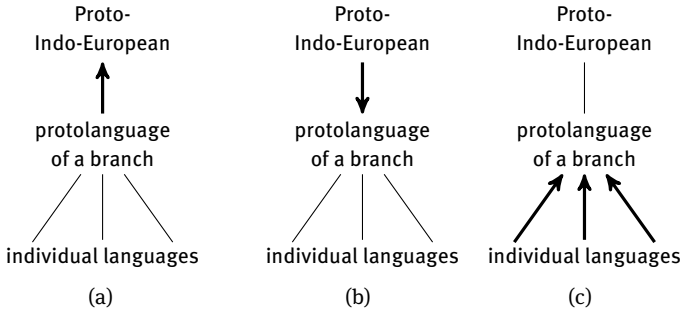 Proto-
Indo-European
protolanguage
of a branch
individual languages
(a)
Proto-
Indo-European
protolanguage
of a branch
individual languages
(b)
Proto-
Indo-European
protolanguage
of a branch
individual languages
(c)